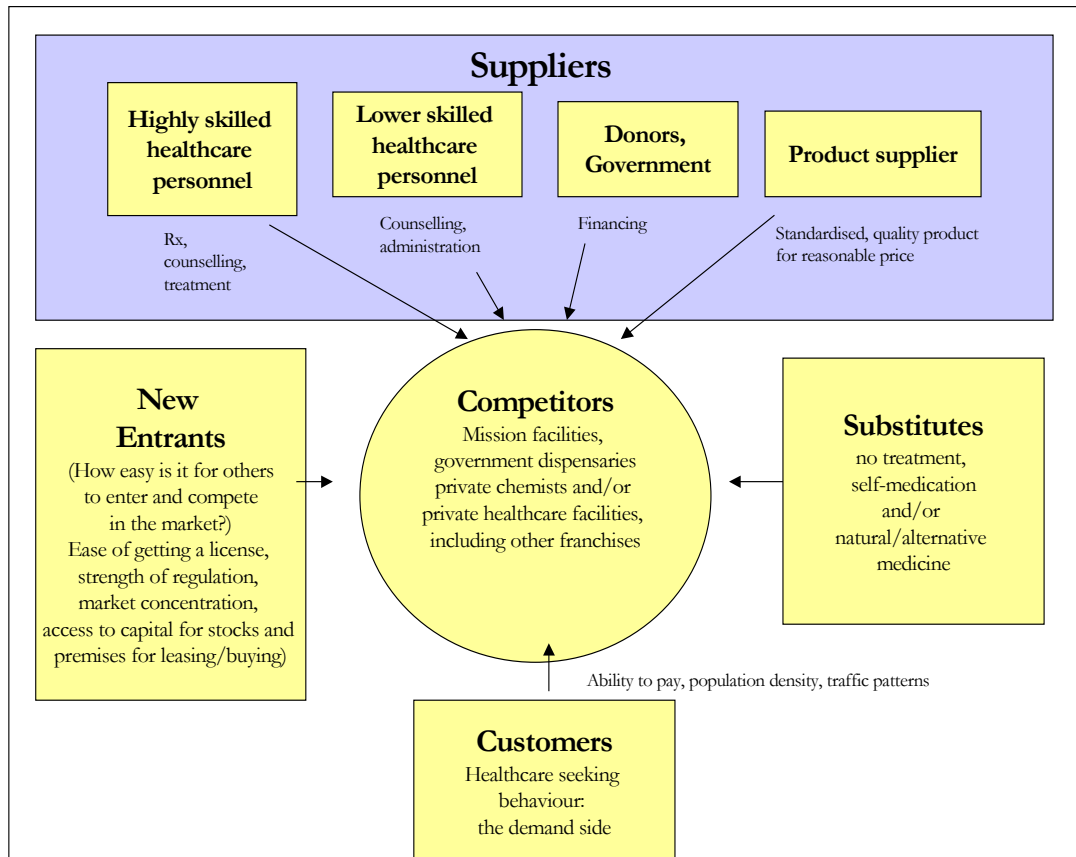 Suppliers
Highly skilled
healthcare
personnel
Lower skilled
healthcare
personnel
Donors,
Government
Product supplier
Rx,
counselling,
treatment
Counselling,
administration
Financing
Standardised, quality product
for reasonable price
New
Entrants
(How easy is it for others
to enter and compete
in the market?)
Ease of getting a license,
strength of regulation,
market concentration,
access to capital for stocks and
premises for leasing/buying)
Competitors
Mission facilities,
government dispensaries
private chemists and/or
private healthcare facilities,
including other franchises
Substitutes
no treatment,
self-medication
and/or
natural/alternative
medicine
Ability to pay, population density, traffic patterns
Customers
Healthcare seeking
behaviour:
the demand side